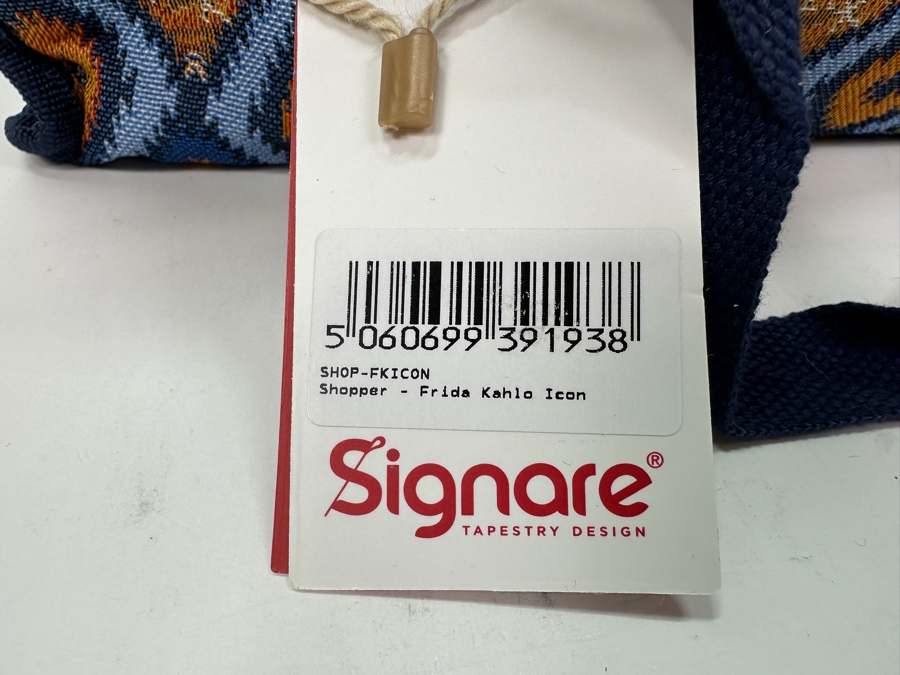 5 060699 391938
SHOP-FKICON
Shopper - Frida Kahlo Icon
Signare®
TAPESTRY DESIGN